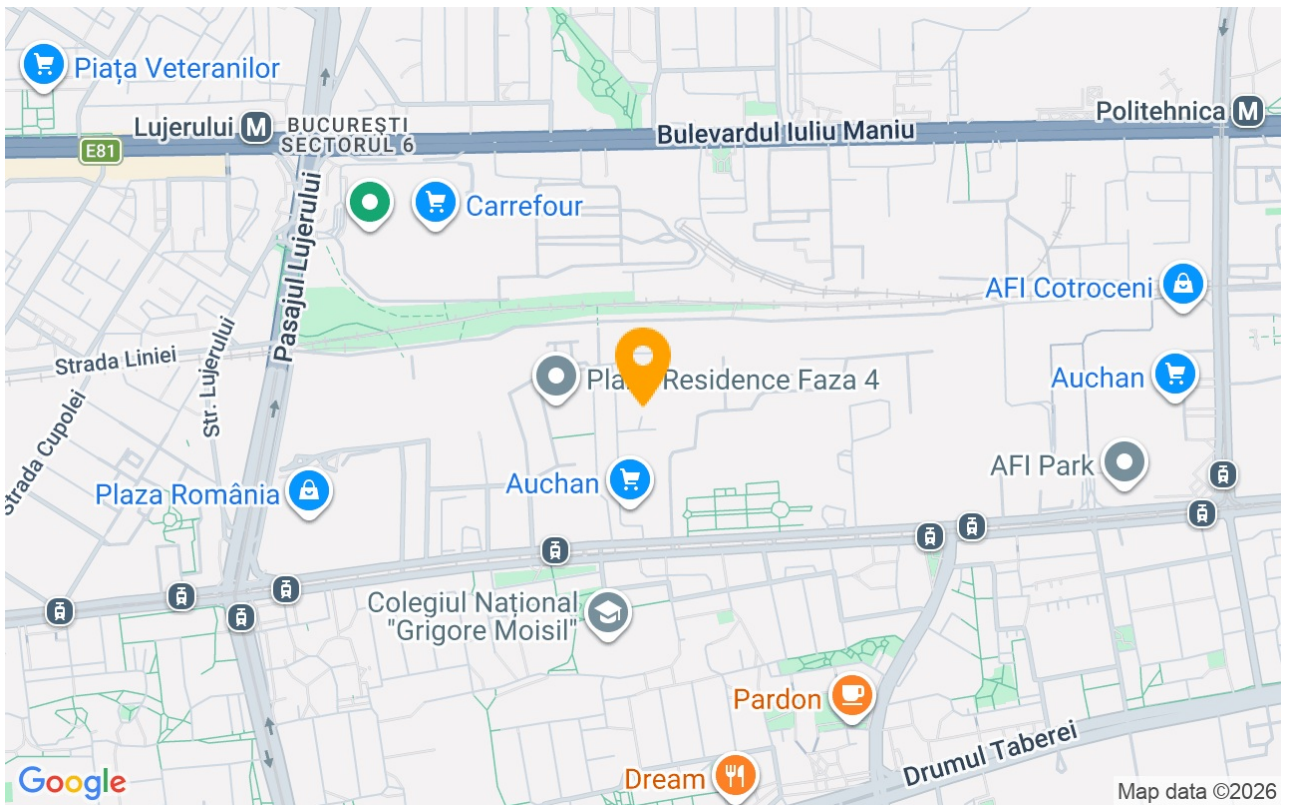 Piața Veteranilor
Lujerului M
BUCUREȘTI
SECTORUL 6
E81
Bulevardul Iuliu Maniu
Politehnica M
Carrefour
Pasajul Lujerului
AFI Cotroceni
Strada Liniei
Str. Lujerului
Residence Faza 4
Auchan
Strada Cupolei
AFI Park
Auchan
Plaza România
Colegiul Național
"Grigore Moisil"
Pardon
Drumul Taberei
Dream
Google
Map data ©2026